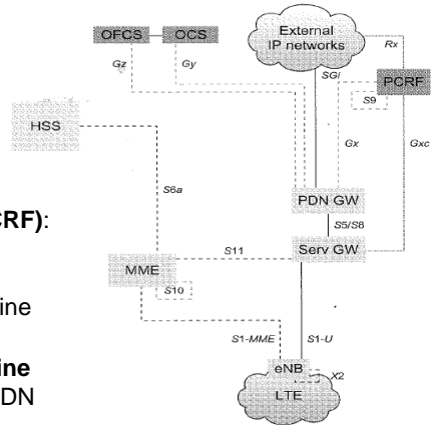 OFCS OCS
External
IP networks
Rx
Gz Gy
SGi
PCRF
S9
HSS
Gx Gxc
S6a
PDN GW
CRF):
S5/S8
Serv GW
S11
MME
S10
ine
S1-MME S1-U
ine
eNB
X2
DN
LTE